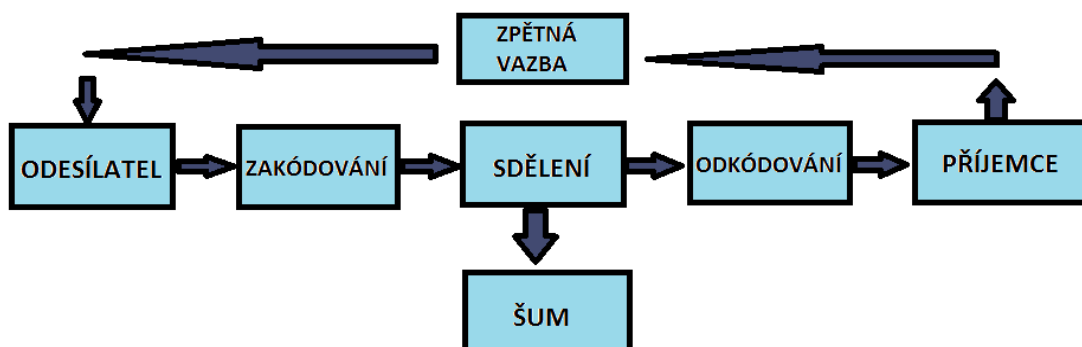 ZPĚTNÁ
VAZBA
ODESÍLATEL
ZAKÓDOVÁNÍ
SDĚLENÍ
ODKÓDOVÁNÍ
PŘÍJEMCE
ŠUM